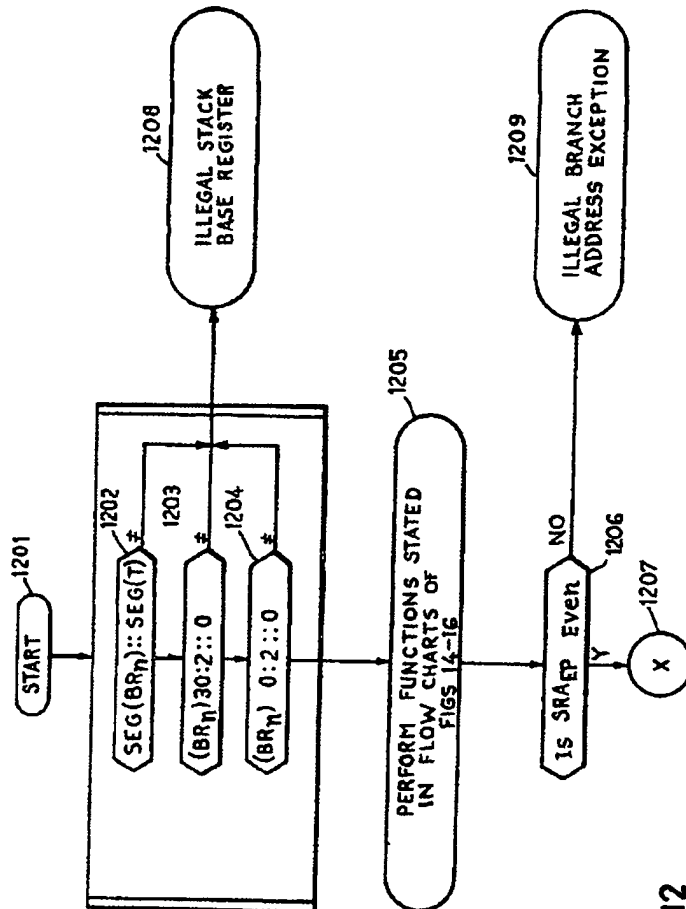 1201
START
1202
SEG(BRn)::SEG(T)
≠
1203
(BRn)30:2::0
≠
1204
(BRn) 0:2::0
≠
1208
ILLEGAL STACK
BASE REGISTER
1205
PERFORM FUNCTIONS STATED
IN FLOW CHARTS OF
FIGS 14-16
Is SRAEP Even
NO
1206
Y
1207
X
1209
ILLEGAL BRANCH
ADDRESS EXCEPTION
12